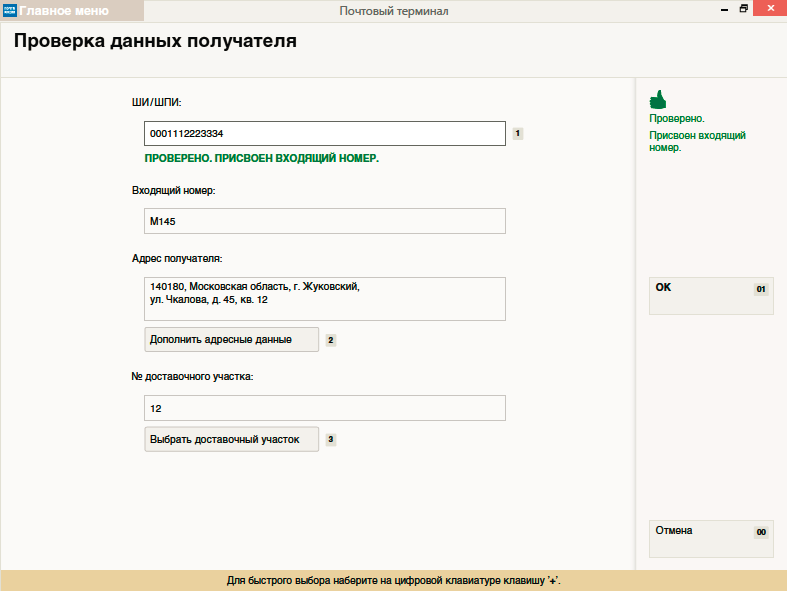 Главное меню
Почтовый терминал
Проверка данных получателя
ШИ/ШПИ:
0001112223334
1
ПРОВЕРЕНО. ПРИСВОЕН ВХОДЯЩИЙ НОМЕР.
Входящий номер:
М145
Адрес получателя:
140180, Московская область, г. Жуковский,
ул. Чкалова, д. 45, кв. 12
Дополнить адресные данные
2
№ доставочного участка:
12
Выбрать доставочный участок
3
Проверено.
Присвоен входящий
номер.
ОК
01
Отмена
00
Для быстрого выбора наберите на цифровой клавиатуре клавишу '+'.